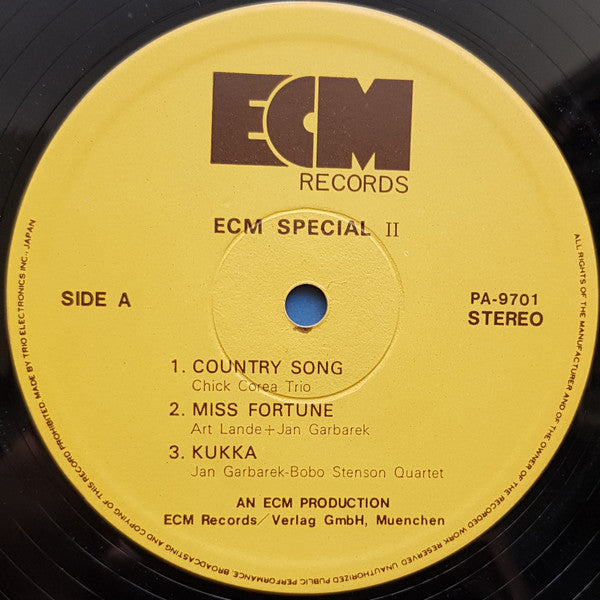 ECM
RECORDS
ECM SPECIAL II
SIDE A
PA-9701
STEREO
1. COUNTRY SONG
Chick Corea Trio
2. MISS FORTUNE
Art Lande+Jan Garbarek
3. KUKKA
Jan Garbarek-Bobo Stenson Quartet
AN ECM PRODUCTION
ECM Records/Verlag GmbH, Muenchen
ALL RIGHTS OF THE MANUFACTURER AND OF THE OWNER OF THE RECORDED WORK RESERVED UNAUTHORIZED PUBLIC PERFORMANCE BROADCASTING AND COPYING OF THIS RECORD PROHIBITED MADE BY TRIO ELECTRONICS INC., JAPAN